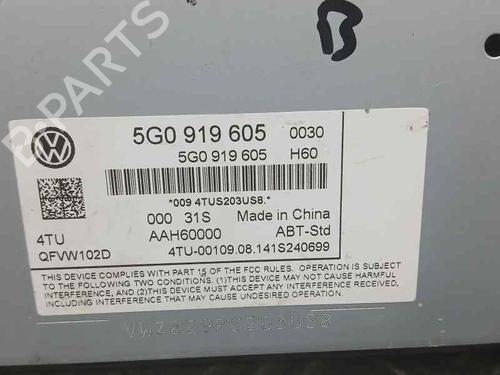 B
B PARTS
5G0 919 605 0030
5G0 919 605 H60
*009 4TUS203US8.*
000 31S Made in China
4TU AAH60000 ABT-Std
QFVW102D 4TU-00109.08.141S240699
THIS DEVICE COMPLIES WITH PART 15 OF THE FCC RULES. OPERATION IS SUBJECT TO
THE FOLLOWING TWO CONDITIONS. (1)THIS DEVICE MAY NOT CAUSE HARMFUL
INTERFERENCE, AND (2)THIS DEVICE MUST ACCEPT ANY INTERFERENCE RECEIVED,
INCLUDING INTERFERENCE THAT MAY CAUSE UNDESIRED OPERATION.